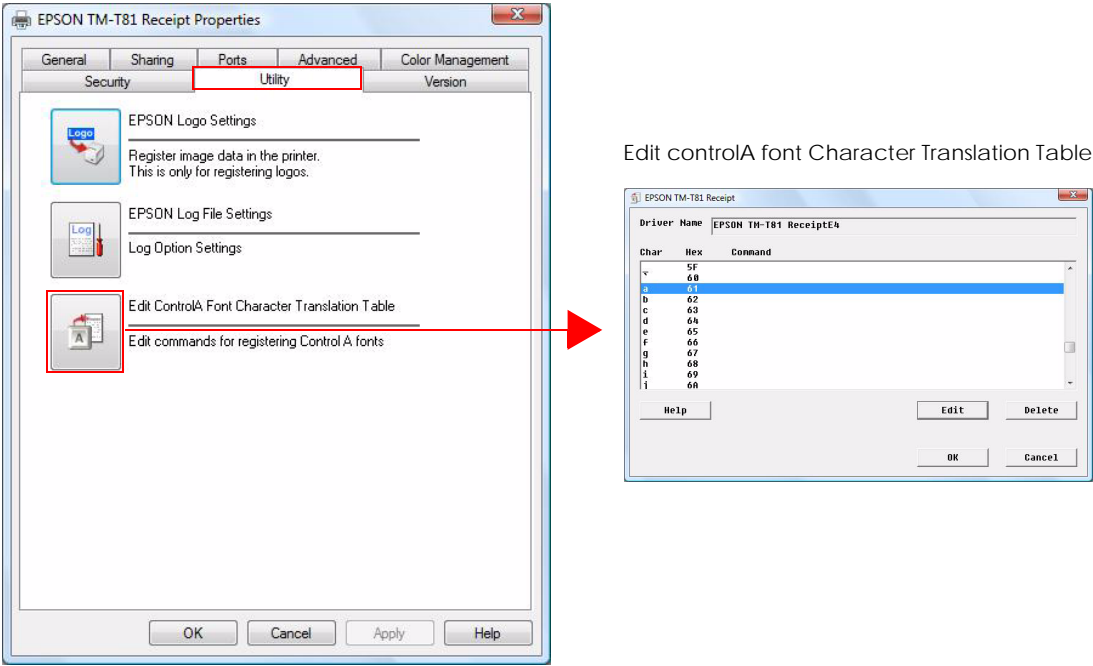 EPSON TM-T81 Receipt Properties
X
General Sharing Ports Advanced Color Management
Security Utility Version
Logo
EPSON Logo Settings
Register image data in the printer.
This is only for registering logos.
Log
EPSON Log File Settings
Log Option Settings
A
Edit ControlA Font Character Translation Table
Edit commands for registering Control A fonts
OK Cancel Apply Help
Edit controlA font Character Translation Table
EPSON TM-T81 Receipt
X
Driver Name EPSON TM-T81 ReceiptE4
Char Hex Command
_ 5F
` 60
a 61
b 62
c 63
d 64
e 65
f 66
g 67
h 68
i 69
j 6A
Help Edit Delete
OK Cancel